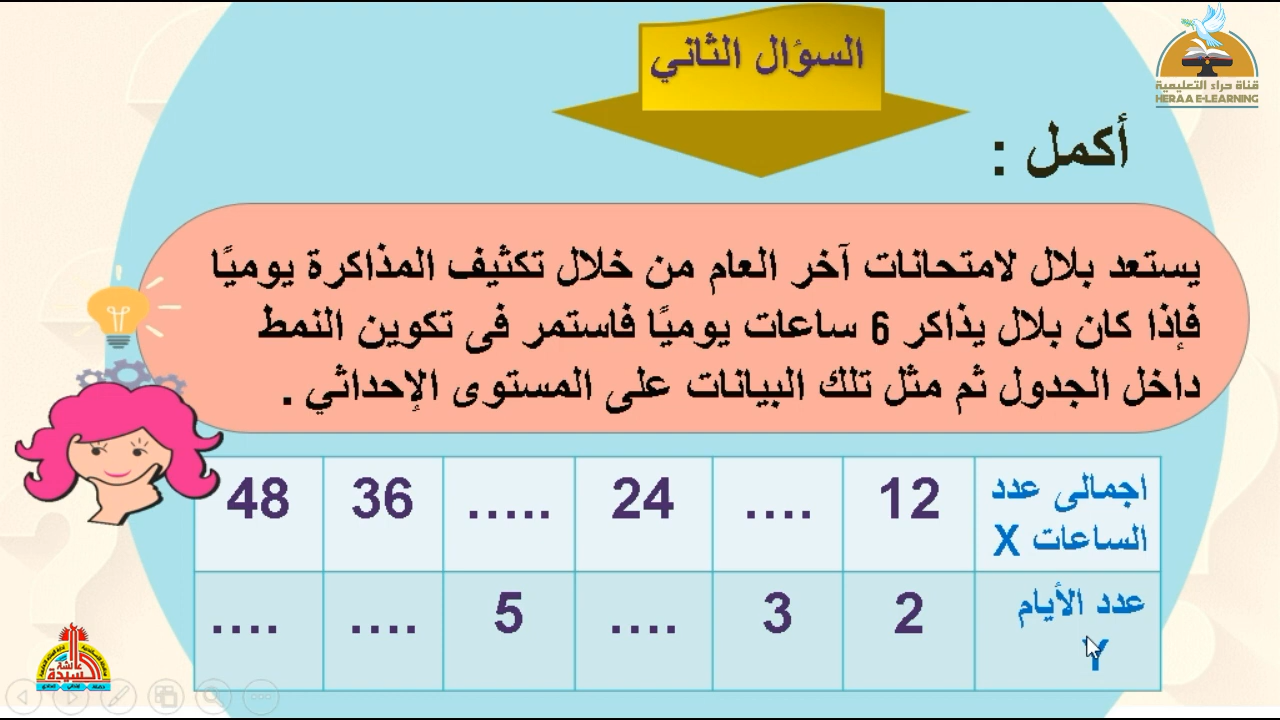 السؤال الثاني
قناة حراء التعليمية
HERAA E-LEARNING
أكمل :
يستعد بلال لامتحانات آخر العام من خلال تكثيف المذاكرة يوميًا
فإذا كان بلال يذاكر 6 ساعات يوميًا فاستمر فى تكوين النمط
داخل الجدول ثم مثل تلك البيانات على المستوى الإحداثي .
اجمالى عدد الساعات X 12 .... 24 ..... 36 48
عدد الأيام Y 2 3 .... 5 .... ....
السيدة عائشة